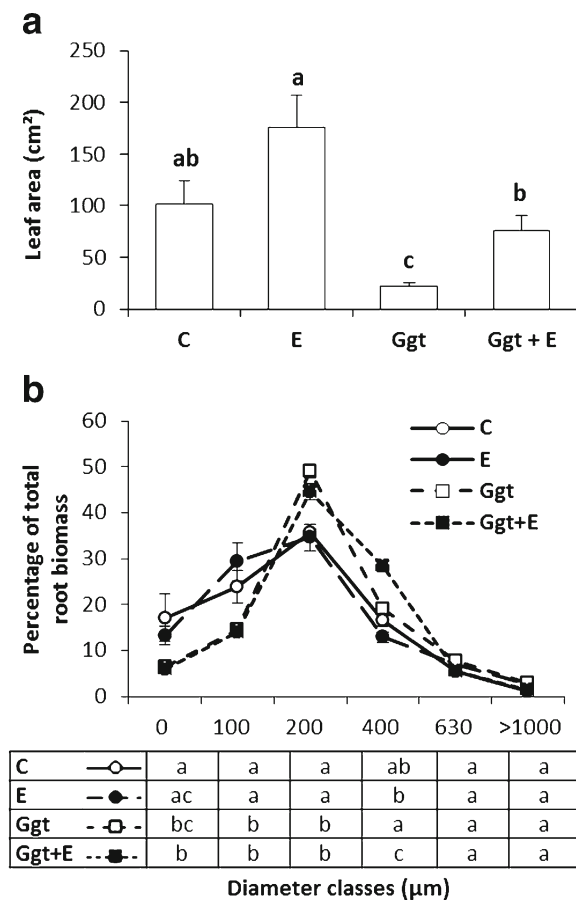 a
250
200
150
100
50
0
Leaf area (cm²)
ab
a
c
b
C E Ggt Ggt + E
b
60
50
40
30
20
10
0
Percentage of total
root biomass
C
E
Ggt
Ggt+E
0 100 200 400 630 >1000
C a a a ab a a
E ac a a b a a
Ggt bc b b a a a
Ggt+E b b b c a a
Diameter classes (µm)